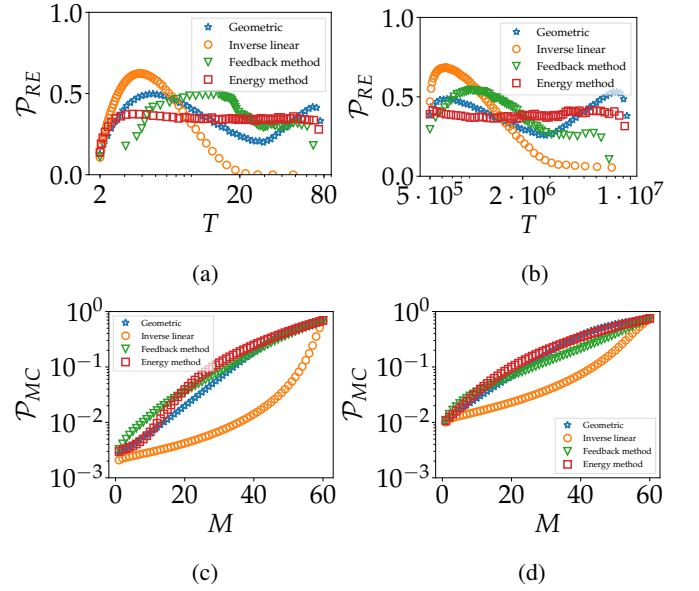 1.0
0.5
0.0
P_RE
Geometric
Inverse linear
Feedback method
Energy method
2
20
80
T
(a)
1.0
0.5
0.0
P_RE
Geometric
Inverse linear
Feedback method
Energy method
5 · 10^5
2 · 10^6
1 · 10^7
T
(b)
10^0
10^-1
10^-2
10^-3
P_MC
Geometric
Inverse linear
Feedback method
Energy method
0
20
40
60
M
(c)
10^0
10^-1
10^-2
10^-3
P_MC
Geometric
Inverse linear
Feedback method
Energy method
0
20
40
60
M
(d)